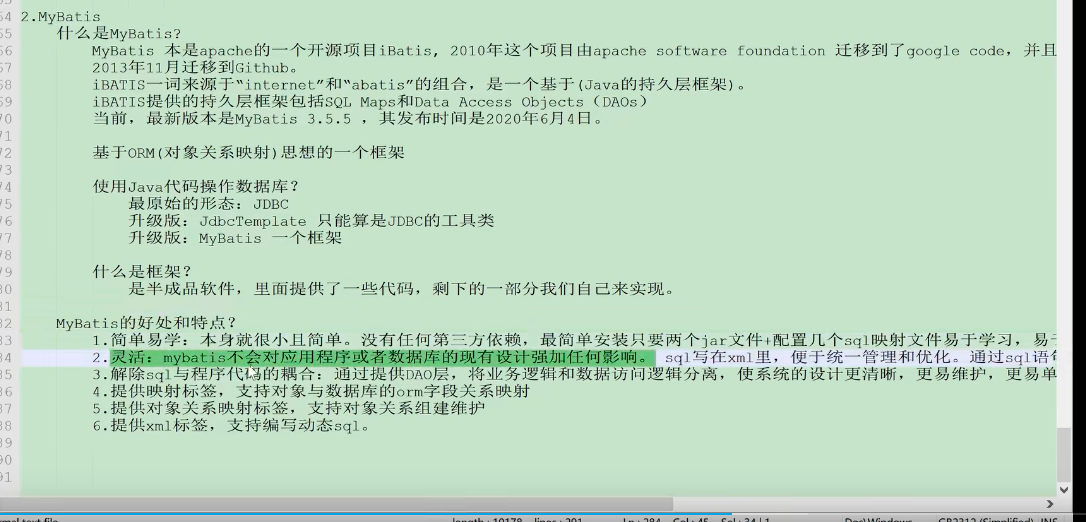 54 2.MyBatis
55 什么是MyBatis?
56 MyBatis 本是apache的一个开源项目iBatis, 2010年这个项目由apache software foundation 迁移到了google code，并且
57 2013年11月迁移到Github。
58 iBATIS一词来源于“internet”和“abatis”的组合，是一个基于(Java的持久层框架)。
59 iBATIS提供的持久层框架包括SQL Maps和Data Access Objects（DAOs）
70 当前，最新版本是MyBatis 3.5.5 ，其发布时间是2020年6月4日。
71
72 基于ORM(对象关系映射)思想的一个框架
73
74 使用Java代码操作数据库？
75 最原始的形态：JDBC
76 升级版：JdbcTemplate 只能算是JDBC的工具类
77 升级版：MyBatis 一个框架
78
79 什么是框架？
80 是半成品软件，里面提供了一些代码，剩下的一部分我们自己来实现。
81
82 MyBatis的好处和特点？
83 1.简单易学：本身就很小且简单。没有任何第三方依赖，最简单安装只要两个jar文件+配置几个sql映射文件易于学习，易于
84 2.灵活：mybatis不会对应用程序或者数据库的现有设计强加任何影响。 sql写在xml里，便于统一管理和优化。通过sql语句
85 3.解除sql与程序代码的耦合：通过提供DAO层，将业务逻辑和数据访问逻辑分离，使系统的设计更清晰，更易维护，更易单
86 4.提供映射标签，支持对象与数据库的orm字段关系映射
87 5.提供对象关系映射标签，支持对象关系组建维护
88 6.提供xml标签，支持编写动态sql。
89
90
91
rmal text file length : 10178 lines : 291 Ln : 284 Col : 45 Sel : 34 | 1 Dos\Windows GB2312 (Simplified) INS